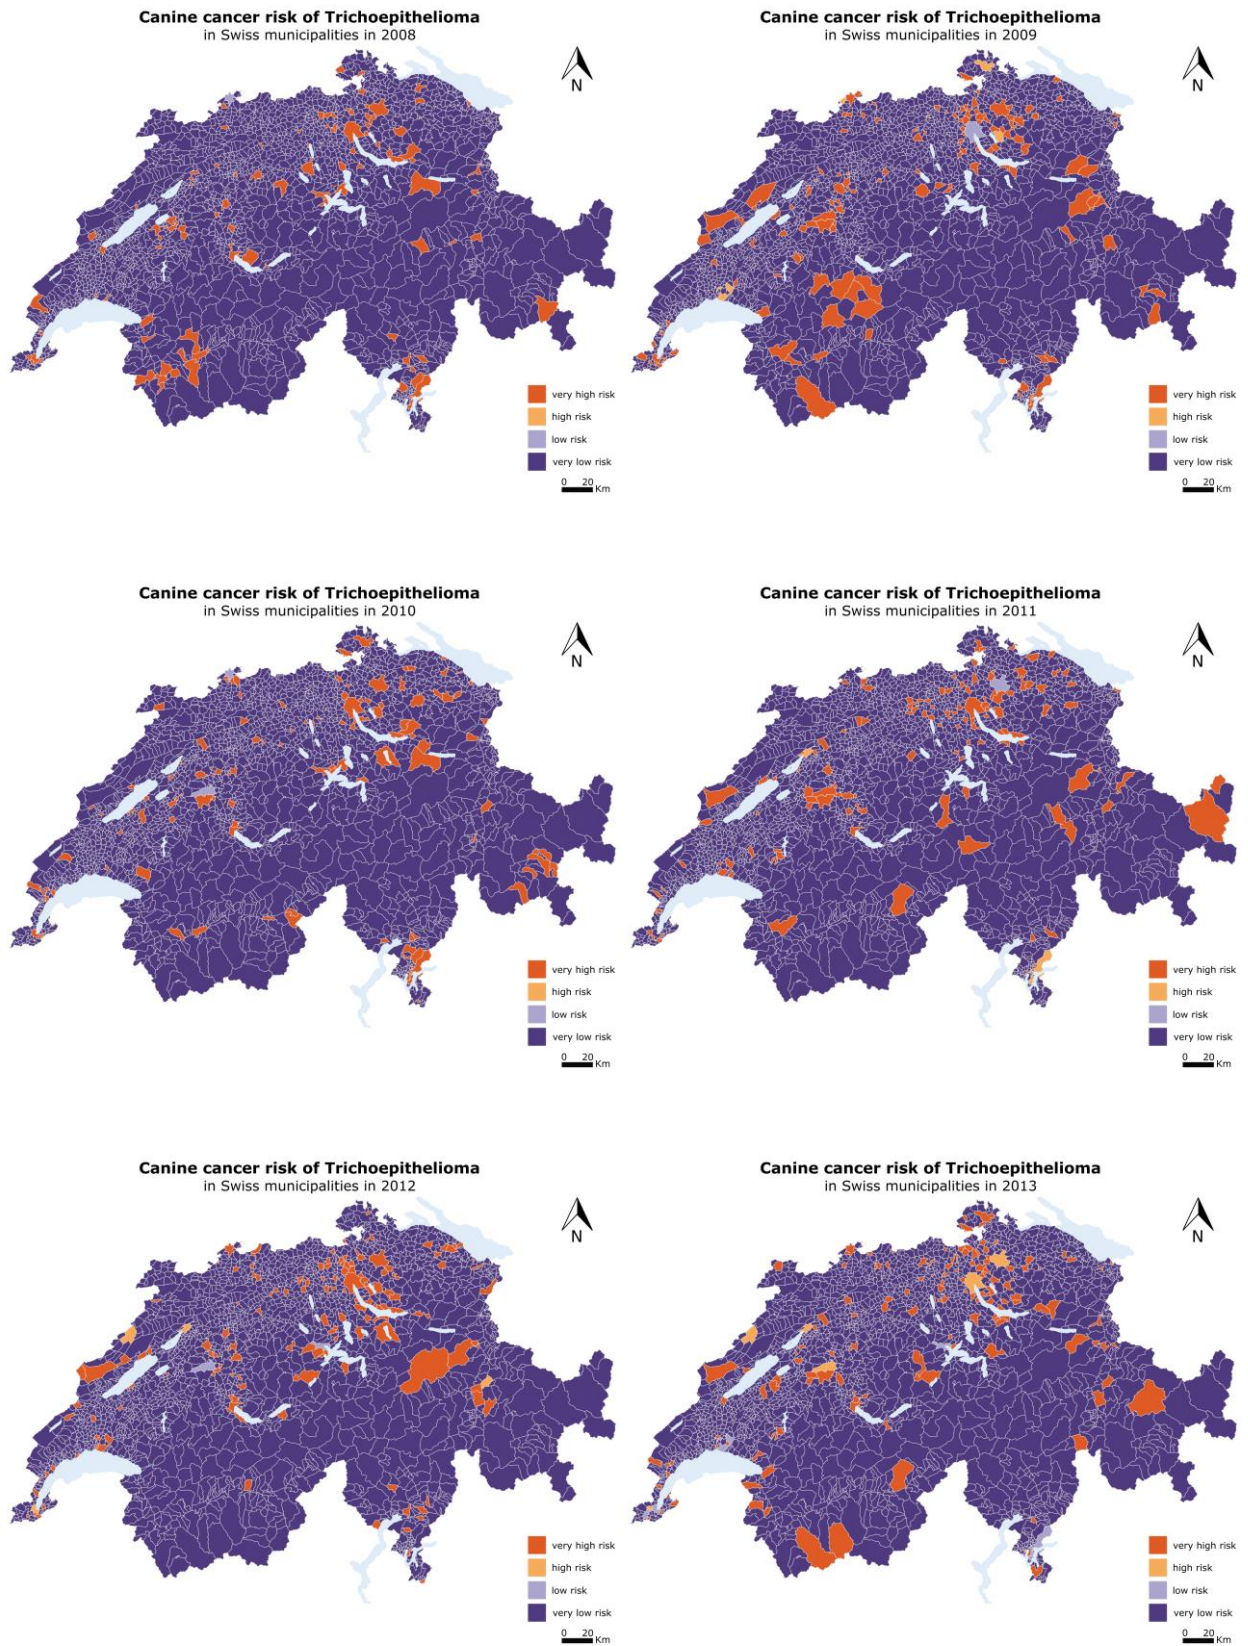 Canine cancer risk of Trichoepithelioma
in Swiss municipalities in 2008
N
very high risk
high risk
low risk
very low risk
0 20
Km
Canine cancer risk of Trichoepithelioma
in Swiss municipalities in 2009
N
very high risk
high risk
low risk
very low risk
0 20
Km
Canine cancer risk of Trichoepithelioma
in Swiss municipalities in 2010
N
very high risk
high risk
low risk
very low risk
0 20
Km
Canine cancer risk of Trichoepithelioma
in Swiss municipalities in 2011
N
very high risk
high risk
low risk
very low risk
0 20
Km
Canine cancer risk of Trichoepithelioma
in Swiss municipalities in 2012
N
very high risk
high risk
low risk
very low risk
0 20
Km
Canine cancer risk of Trichoepithelioma
in Swiss municipalities in 2013
N
very high risk
high risk
low risk
very low risk
0 20
Km